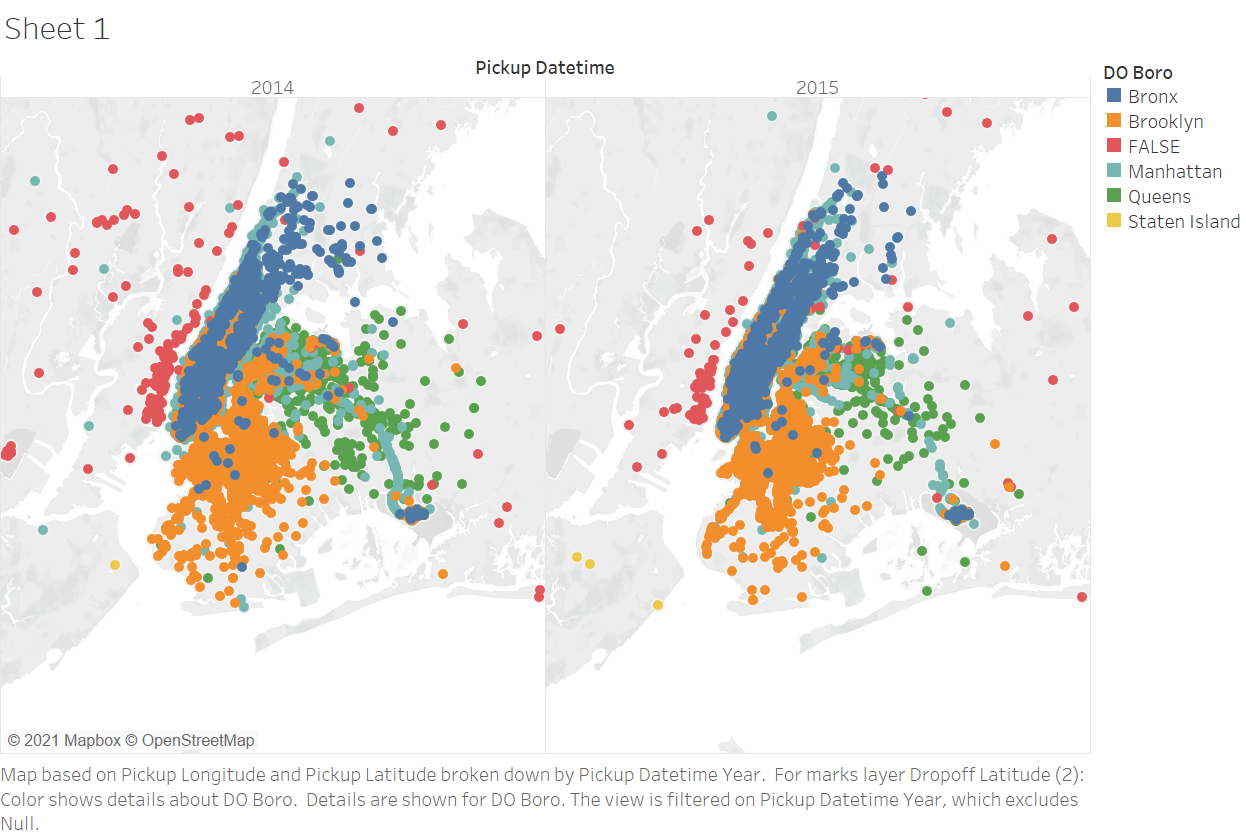 Sheet 1
Pickup Datetime
2014
2015
DO Boro
Bronx
Brooklyn
FALSE
Manhattan
Queens
Staten Island
© 2021 Mapbox © OpenStreetMap
Map based on Pickup Longitude and Pickup Latitude broken down by Pickup Datetime Year.  For marks layer Dropoff Latitude (2):
Color shows details about DO Boro.  Details are shown for DO Boro. The view is filtered on Pickup Datetime Year, which excludes
Null.